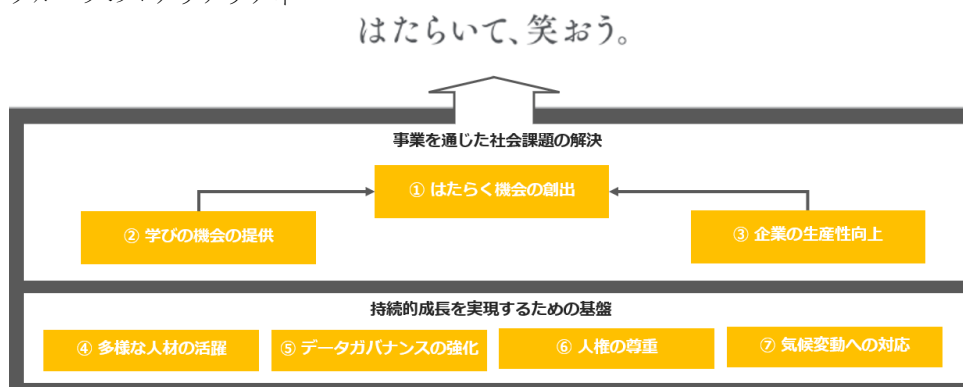 はたらいて、笑おう。
事業を通じた社会課題の解決
① はたらく機会の創出
② 学びの機会の提供
③ 企業の生産性向上
持続的成長を実現するための基盤
④ 多様な人材の活躍
⑤ データガバナンスの強化
⑥ 人権の尊重
⑦ 気候変動への対応